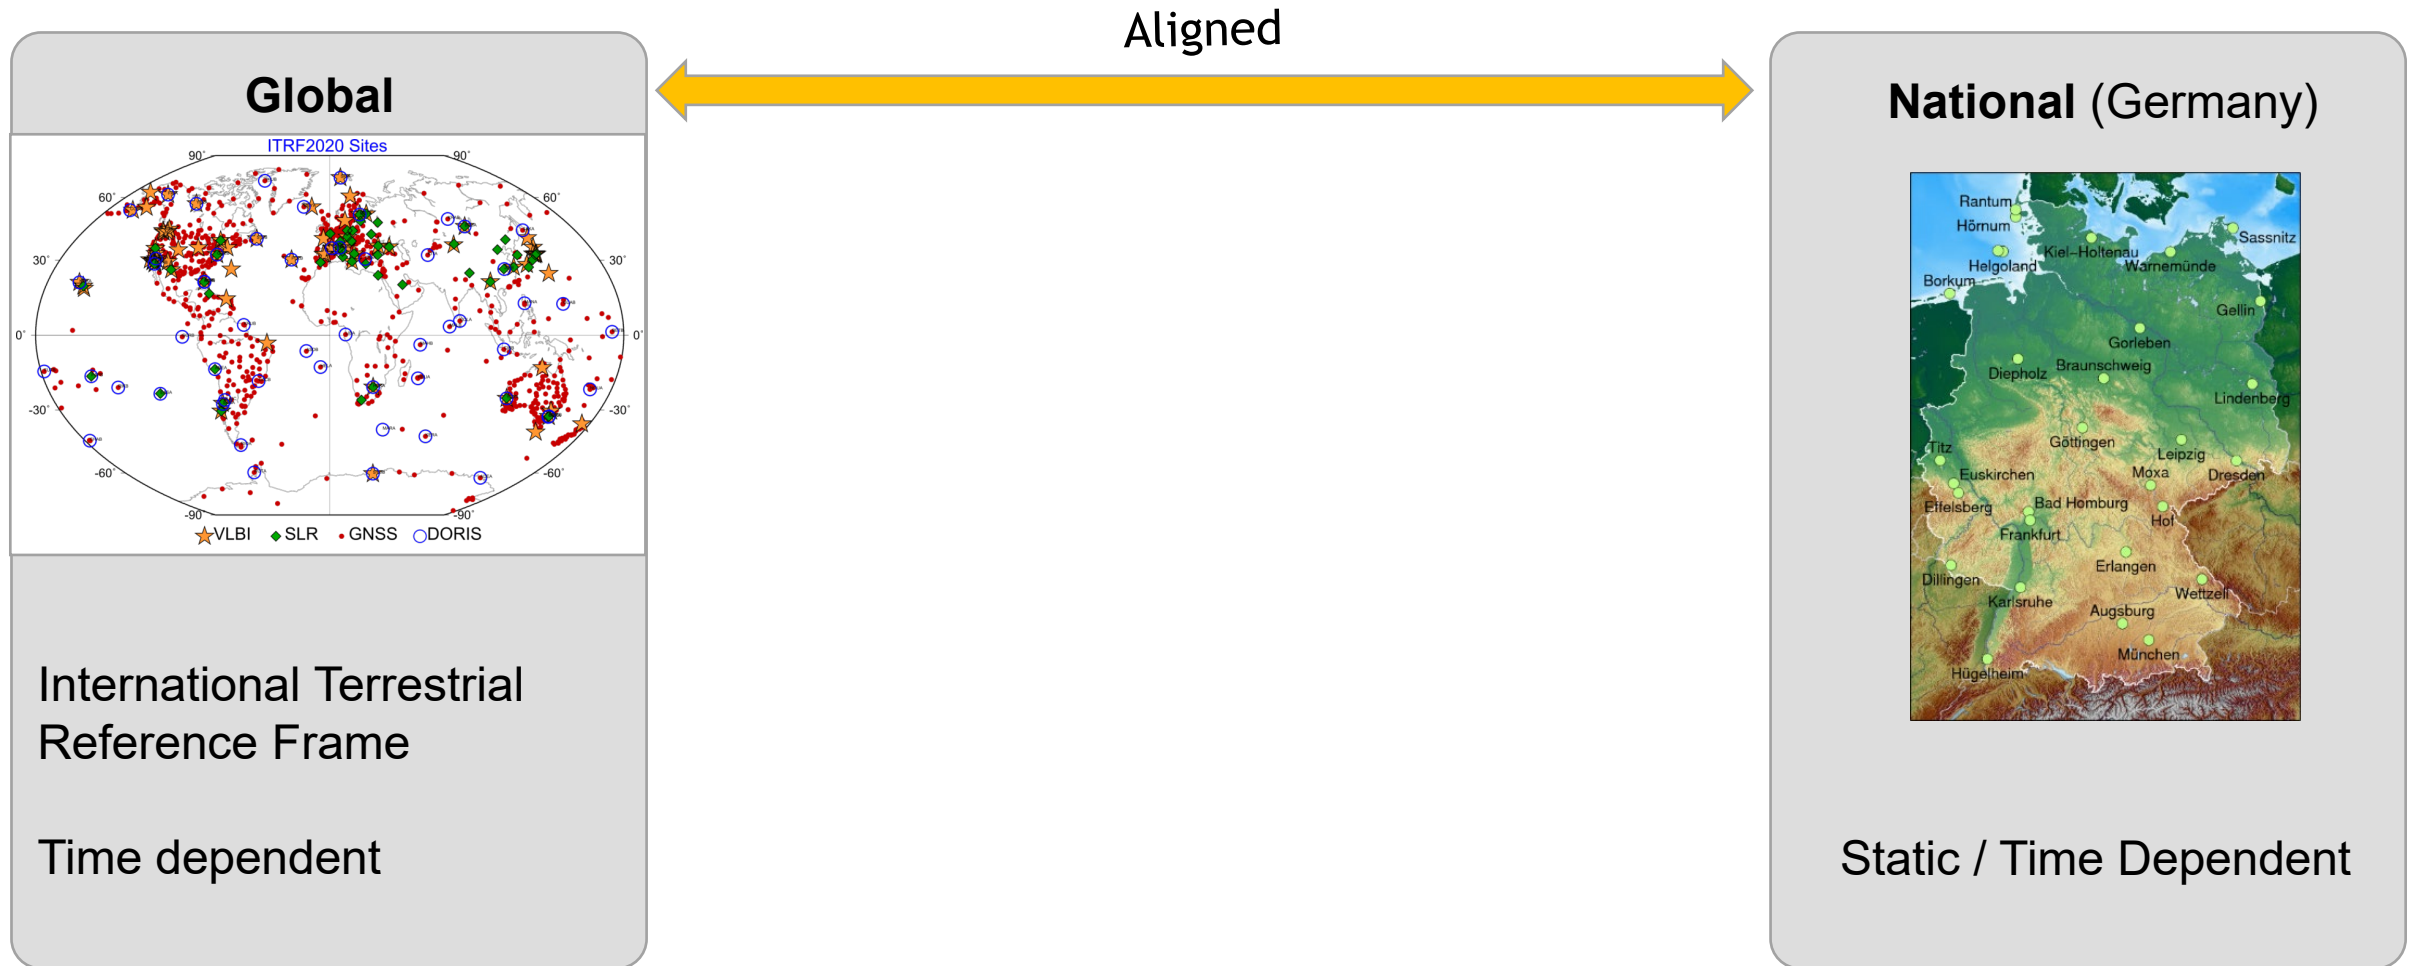 Aligned
Global
ITRF2020 Sites
90˚ 90˚
60˚ 60˚
30˚ 30˚
0˚ 0˚
-30˚ -30˚
-60˚ -60˚
-90˚ -90˚
VLBI SLR GNSS DORIS
International Terrestrial
Reference Frame
Time dependent
National (Germany)
Rantum
Hörnum
Sassnitz
Kiel-Holtenau
Helgoland
Warnemünde
Borkum
Gellin
Gorleben
Diepholz
Braunschweig
Lindenberg
Göttingen
Titz
Leipzig
Euskirchen
Moxa
Dresden
Effelsberg
Bad Homburg
Hof
Frankfurt
Erlangen
Dillingen
Wettzell
Karlsruhe
Augsburg
München
Hügelheim
Static / Time Dependent